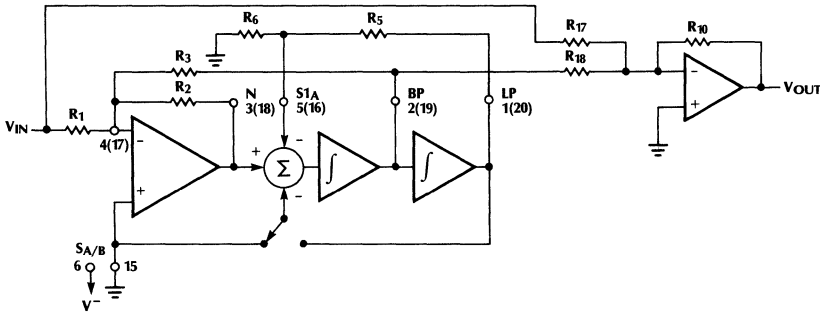 R6
R5
R17
R10
R3
R18
R2
N
3(18)
S1A
5(16)
BP
2(19)
LP
1(20)
VIN
R1
4(17)
−
+
+
−
Σ
−
∫
∫
−
+
VOUT
SA/B
6
15
V−